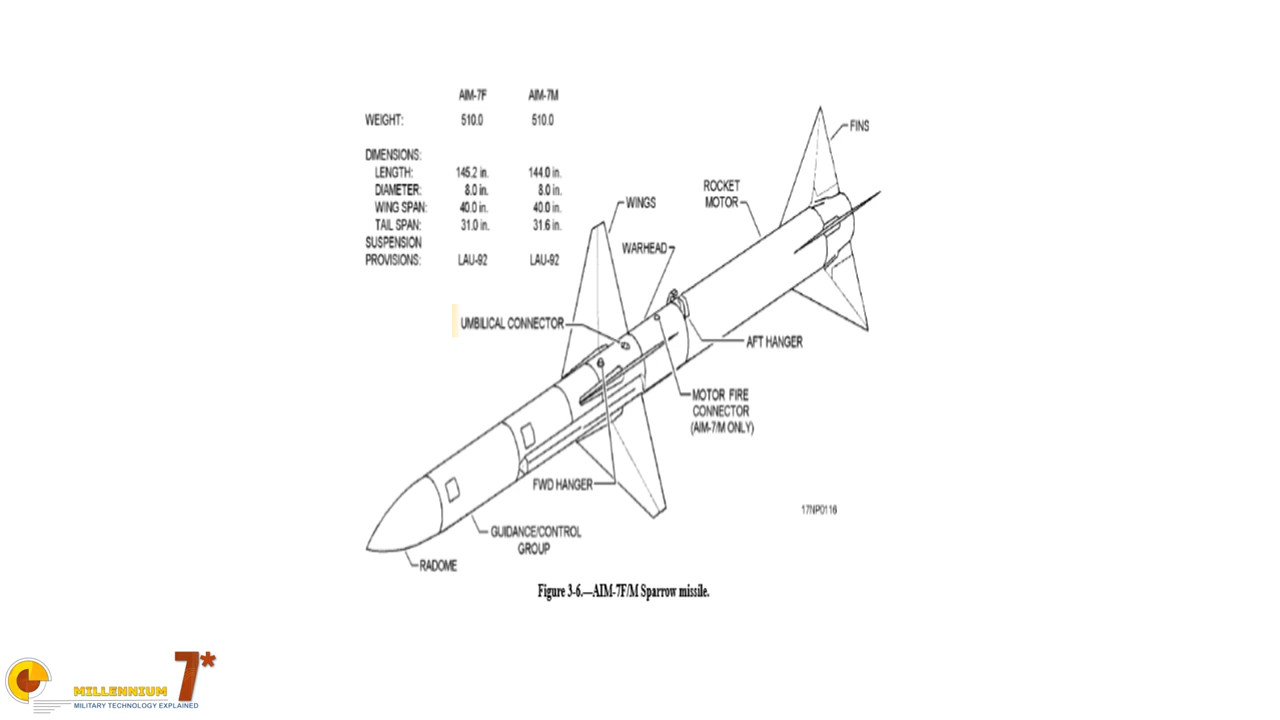 AIM-7F AIM-7M
WEIGHT: 510.0 510.0
DIMENSIONS:
LENGTH: 145.2 in. 144.0 in.
DIAMETER: 8.0 in. 8.0 in.
WING SPAN: 40.0 in. 40.0 in.
TAIL SPAN: 31.0 in. 31.6 in.
SUSPENSION
PROVISIONS: LAU-92 LAU-92
FINS
ROCKET
MOTOR
WINGS
WARHEAD
UMBILICAL CONNECTOR
AFT HANGER
MOTOR FIRE
CONNECTOR
(AIM-7/M ONLY)
FWD HANGER
17NP0116
GUIDANCE/CONTROL
GROUP
RADOME
Figure 3-6.—AIM-7F/M Sparrow missile.
MILLENNIUM 7*
MILITARY TECHNOLOGY EXPLAINED